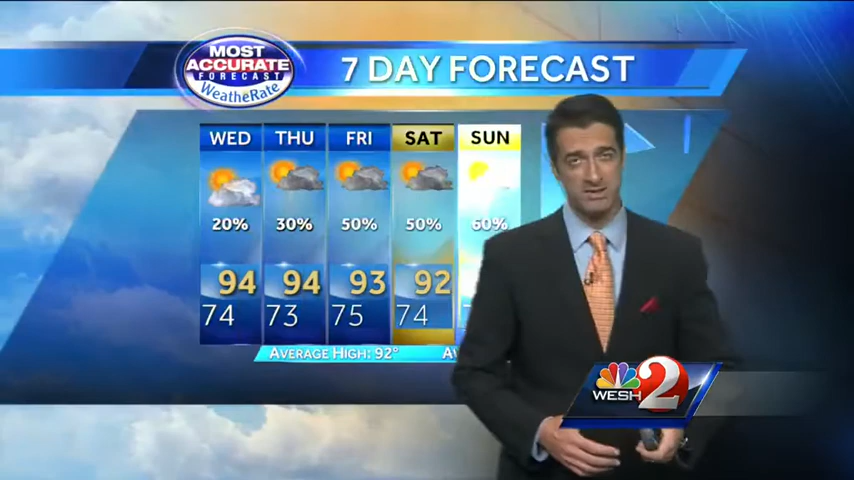 MOST
ACCURATE
FORECAST
WeatheRate
7 DAY FORECAST
WED THU FRI SAT SUN
20% 30% 50% 50% 60%
94 94 93 92
74 73 75 74
AVERAGE HIGH: 92°
WESH 2